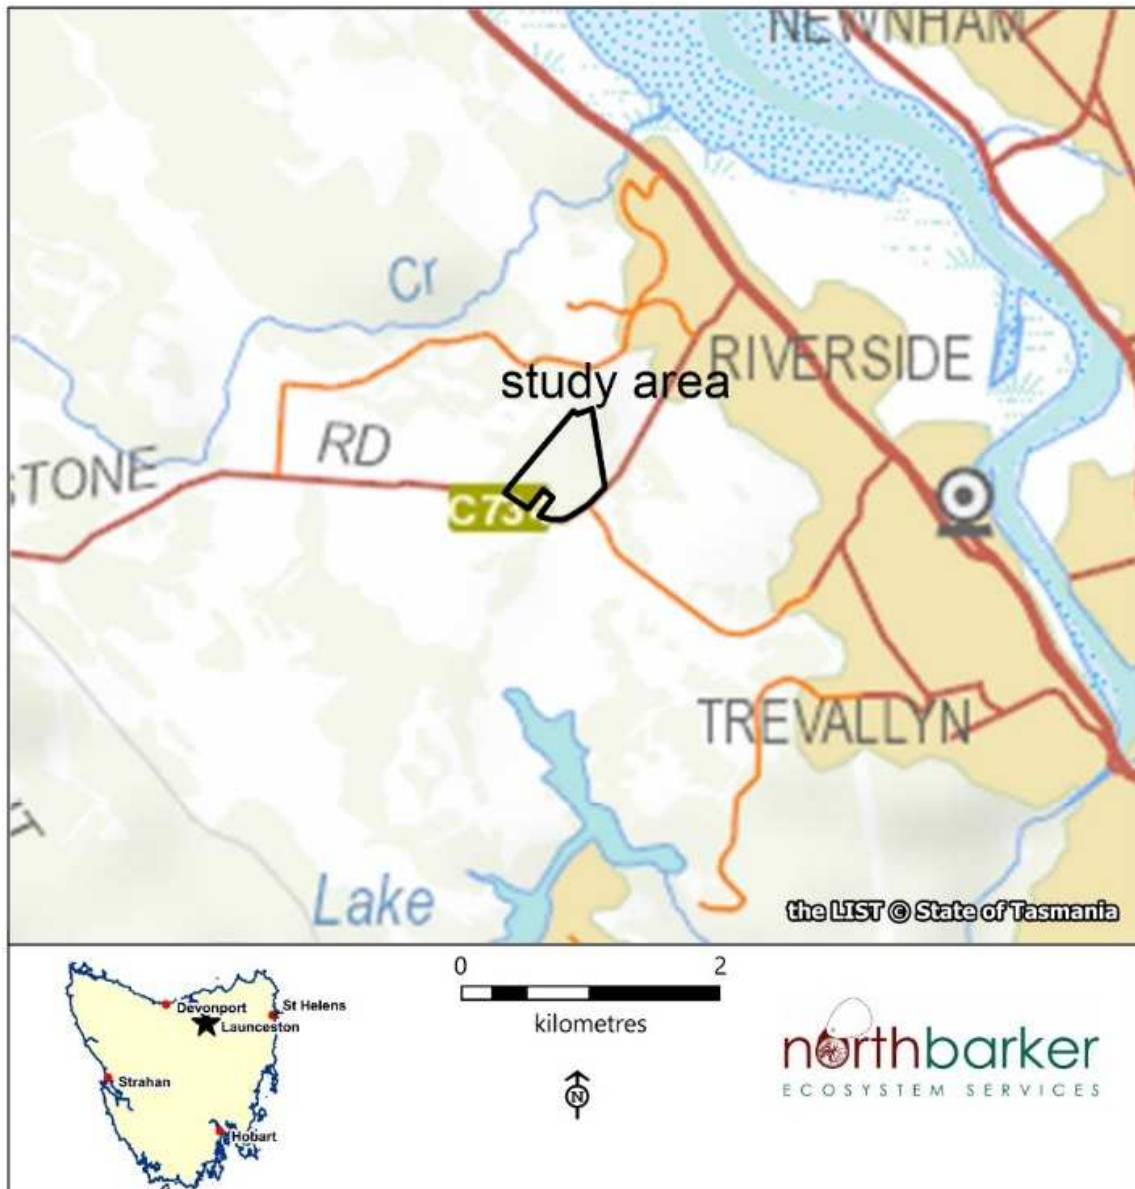 NEWNHAM
Cr
RIVERSIDE
study area
RD
STONE
C73
TREVALLYN
Lake
the LIST © State of Tasmania
0 2
kilometres
N
Devonport
St Helens
Launceston
Strahan
Hobart
northbarker
ECOSYSTEM SERVICES